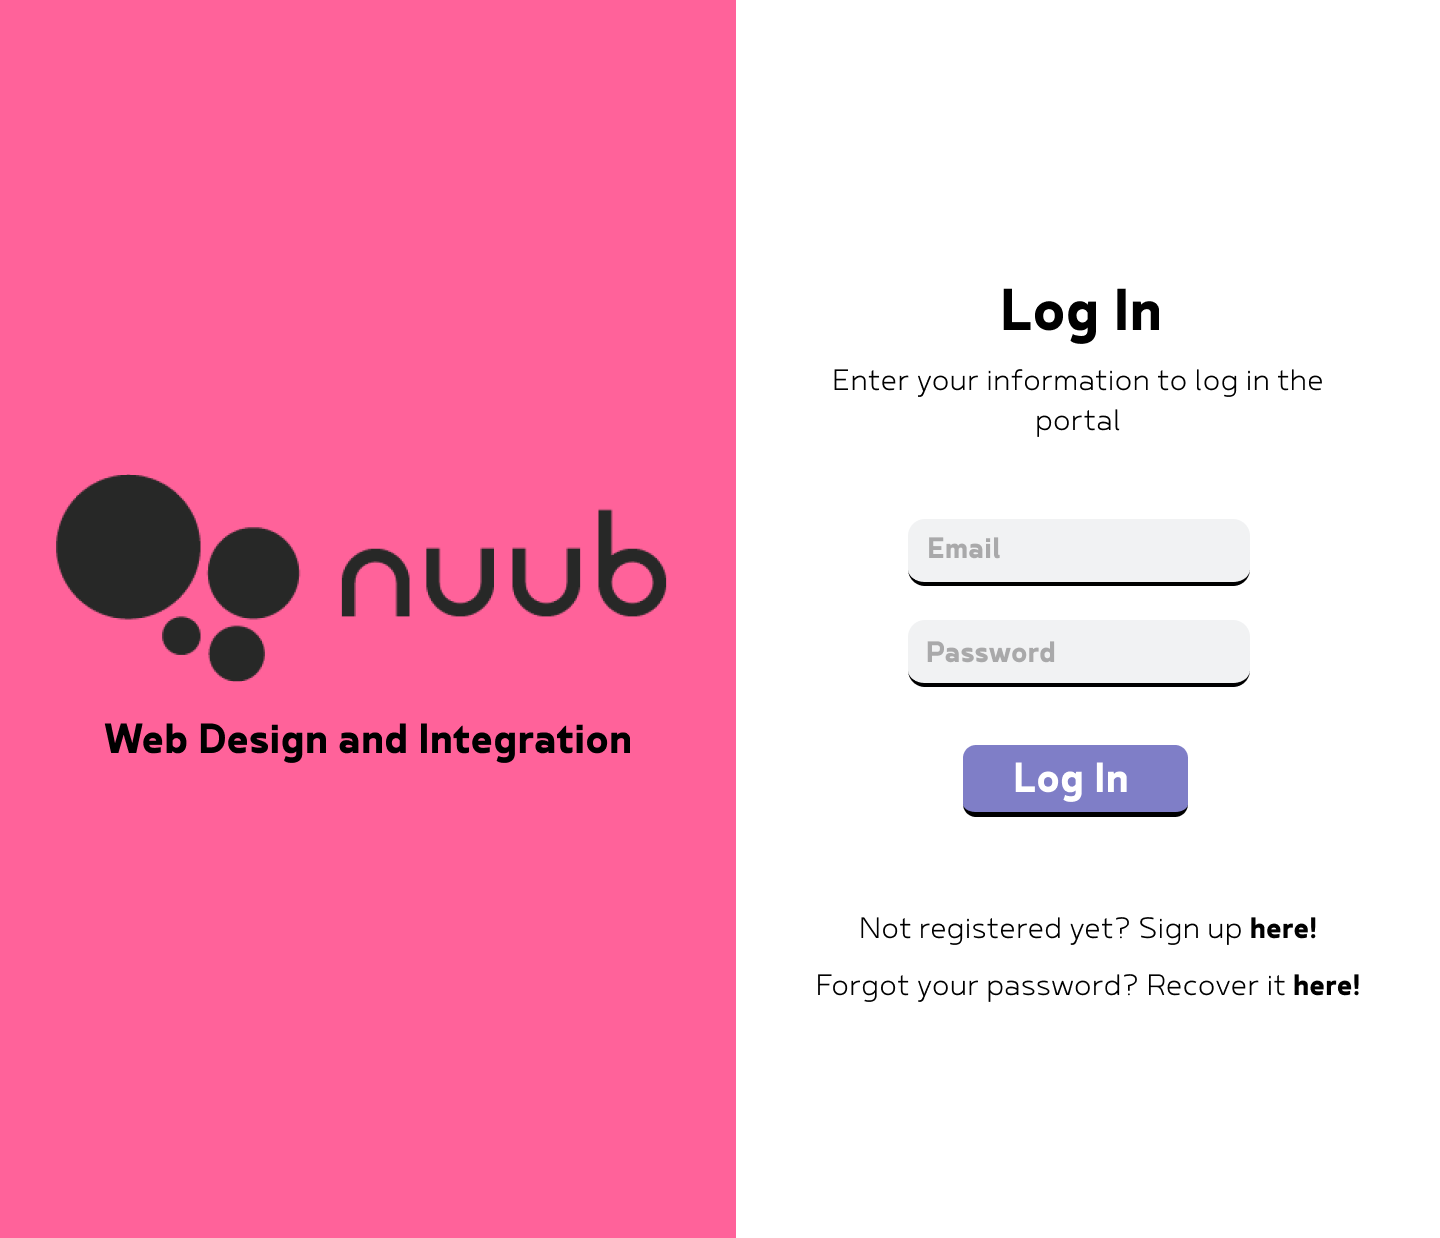 nuub
Web Design and Integration
Log In
Enter your information to log in the
portal
Email
Password
Log In
Not registered yet? Sign up here!
Forgot your password? Recover it here!